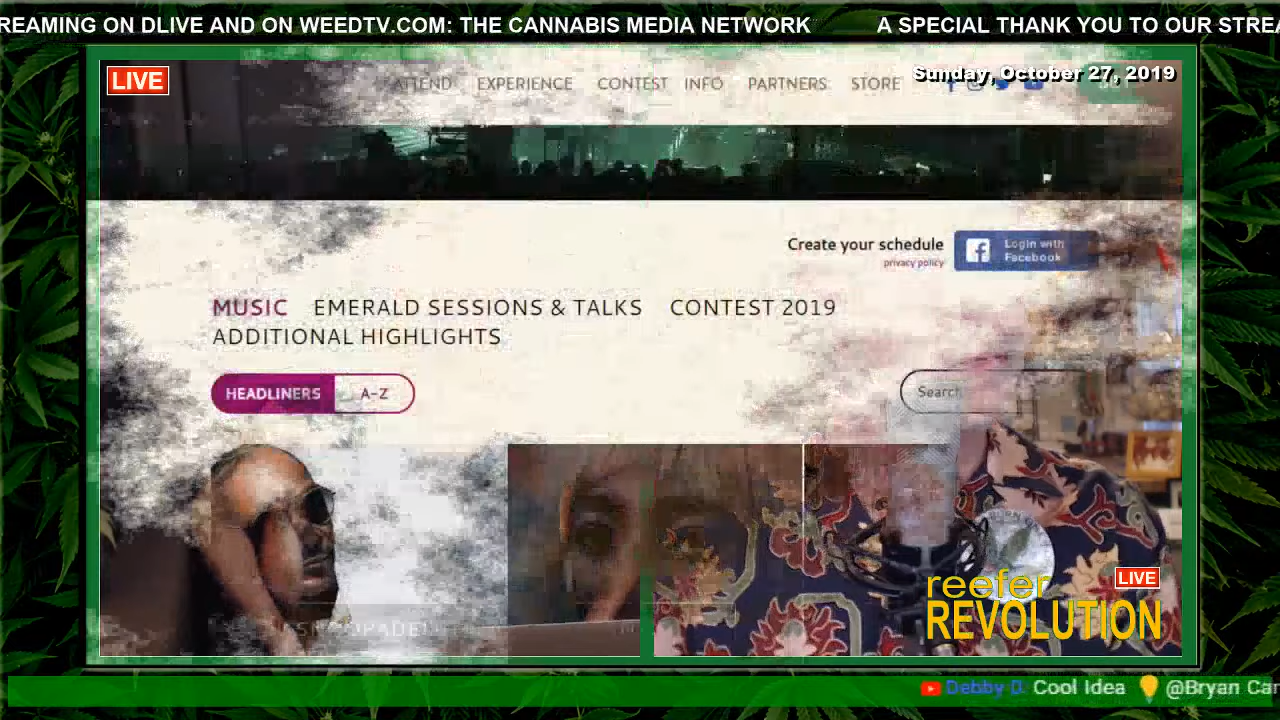 REAMING ON DLIVE AND ON WEEDTV.COM: THE CANNABIS MEDIA NETWORK A SPECIAL THANK YOU TO OUR STREA
LIVE
Sunday, October 27, 2019
EXPERIENCE CONTEST INFO PARTNERS STORE
Create your schedule
privacy policy
Login with
Facebook
MUSIC EMERALD SESSIONS & TALKS CONTEST 2019
ADDITIONAL HIGHLIGHTS
HEADLINERS A-Z
Search
LIVE
reefer
REVOLUTION
Debby D. Cool idea @Bryan Car